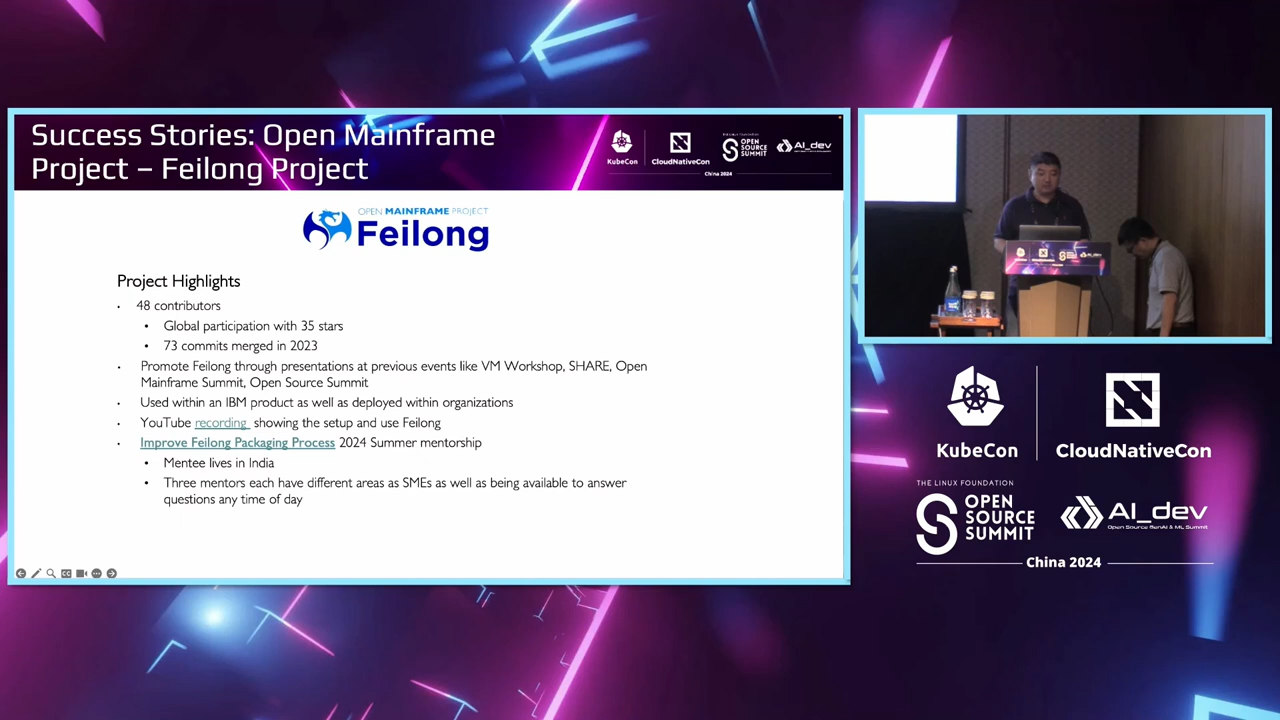 Success Stories: Open Mainframe
Project – Feilong Project
KubeCon
CloudNativeCon
THE LINUX FOUNDATION
OPEN
SOURCE
SUMMIT
AI_dev
China 2024
OPEN MAINFRAME PROJECT
Feilong
Project Highlights
• 48 contributors
• Global participation with 35 stars
• 73 commits merged in 2023
• Promote Feilong through presentations at previous events like VM Workshop, SHARE, Open
Mainframe Summit, Open Source Summit
• Used within an IBM product as well as deployed within organizations
• YouTube recording showing the setup and use Feilong
• Improve Feilong Packaging Process 2024 Summer mentorship
• Mentee lives in India
• Three mentors each have different areas as SMEs as well as being available to answer
questions any time of day
KubeCon
CloudNativeCon
THE LINUX FOUNDATION
OPEN
SOURCE
SUMMIT
AI_dev
Open Source GenAI & ML Summit
China 2024